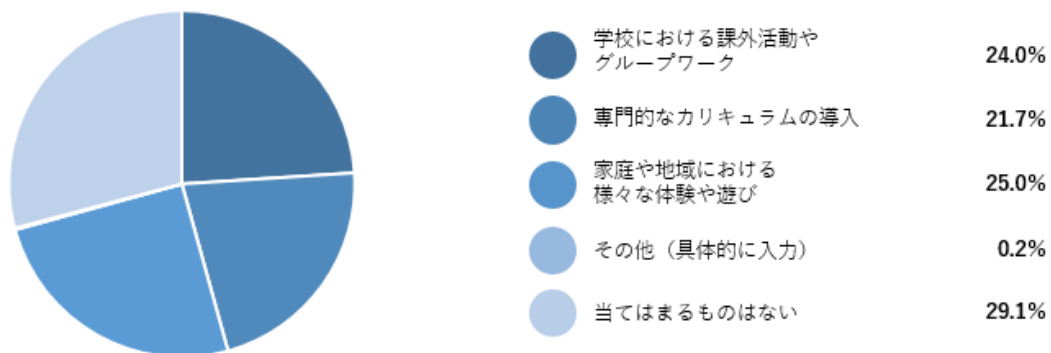 学校における課外活動や
グループワーク
24.0%
専門的なカリキュラムの導入
21.7%
家庭や地域における
様々な体験や遊び
25.0%
その他（具体的に入力）
0.2%
当てはまるものはない
29.1%